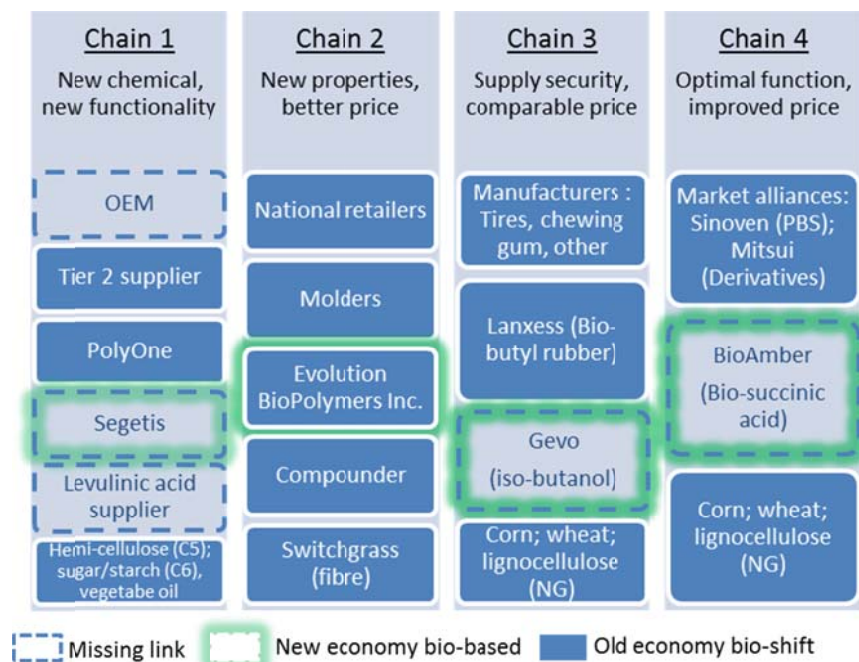 Chain 1
New chemical,
new functionality
OEM
Tier 2 supplier
PolyOne
Segetis
Levulinic acid
supplier
Hemi-cellulose (C5);
sugar/starch (C6),
vegetabe oil
Chain 2
New properties,
better price
National retailers
Molders
Evolution
BioPolymers Inc.
Compounder
Switchgrass
(fibre)
Chain 3
Supply security,
comparable price
Manufacturers :
Tires, chewing
gum, other
Lanxess (Bio-
butyl rubber)
Gevo
(iso-butanol)
Corn; wheat;
lignocellulose
(NG)
Chain 4
Optimal function,
improved price
Market alliances:
Sinoven (PBS);
Mitsui
(Derivatives)
BioAmber
(Bio-succinic
acid)
Corn; wheat;
lignocellulose
(NG)
Missing link
New economy bio-based
Old economy bio-shift